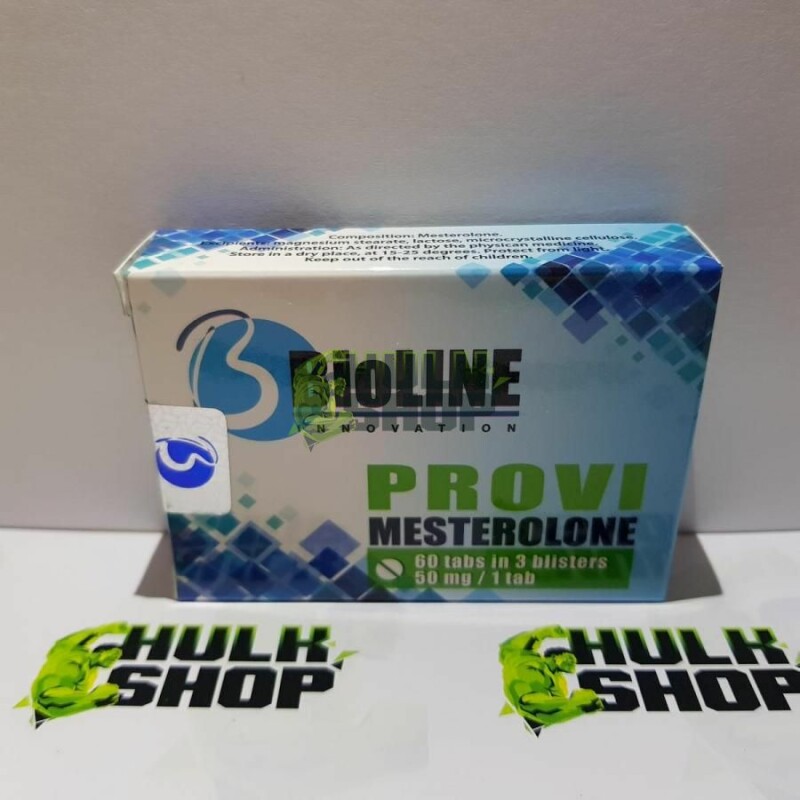 Composition: Mesterolone.
Excipients: magnesium stearate, lactose, microcrystalline cellulose.
Administration: As directed by the physican medicine.
Store in a dry place, at 15-25 degrees. Protect from light.
Keep out of the reach of children.
BioLINE
INNOVATION
HULK
SHOP
PROVI
MESTEROLONE
60 tabs in 3 blisters
50 mg / 1 tab
HULK
SHOP
HULK
SHOP